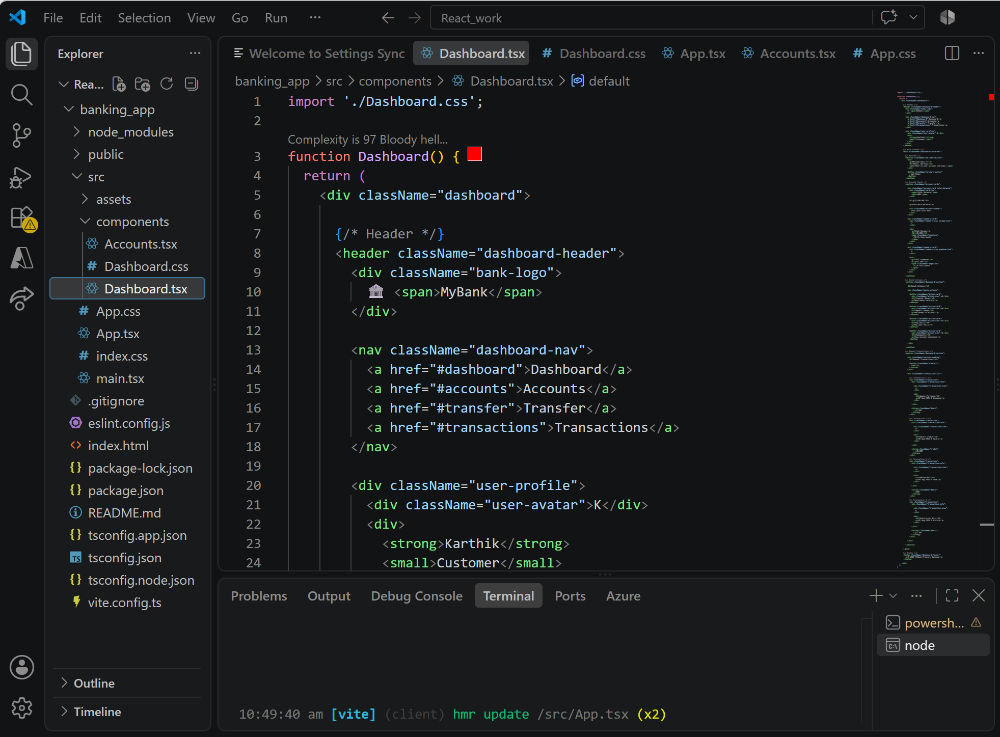 File Edit Selection View Go Run ··· React_work
Explorer ···
Rea...
banking_app
node_modules
public
src
assets
components
Accounts.tsx
# Dashboard.css
Dashboard.tsx
# App.css
App.tsx
# index.css
main.tsx
.gitignore
eslint.config.js
<> index.html
{} package-lock.json
{} package.json
README.md
{} tsconfig.app.json
TS tsconfig.json
{} tsconfig.node.json
vite.config.ts
Outline
Timeline
Welcome to Settings Sync Dashboard.tsx # Dashboard.css App.tsx Accounts.tsx # App.css ···
banking_app > src > components > Dashboard.tsx > default
1 import './Dashboard.css';
2
Complexity is 97 Bloody hell...
3 function Dashboard() {
4 return (
5 <div className="dashboard">
6
7 {/* Header */}
8 <header className="dashboard-header">
9 <div className="bank-logo">
10 🏦 <span>MyBank</span>
11 </div>
12
13 <nav className="dashboard-nav">
14 <a href="#dashboard">Dashboard</a>
15 <a href="#accounts">Accounts</a>
16 <a href="#transfer">Transfer</a>
17 <a href="#transactions">Transactions</a>
18 </nav>
19
20 <div className="user-profile">
21 <div className="user-avatar">K</div>
22 <div>
23 <strong>Karthik</strong>
24 <small>Customer</small>
Problems Output Debug Console Terminal Ports Azure
powersh...
node
10:49:40 am [vite] (client) hmr update /src/App.tsx (x2)